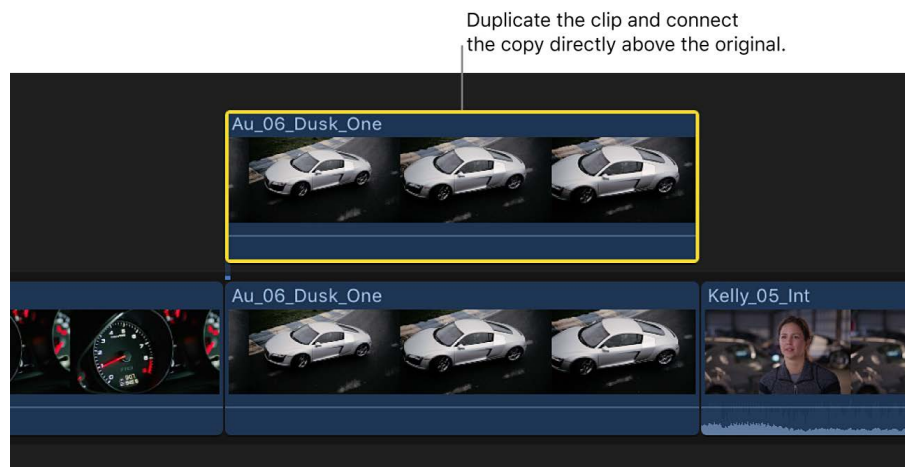 Duplicate the clip and connect
the copy directly above the original.
Au_06_Dusk_One
Au_06_Dusk_One
Kelly_05_Int